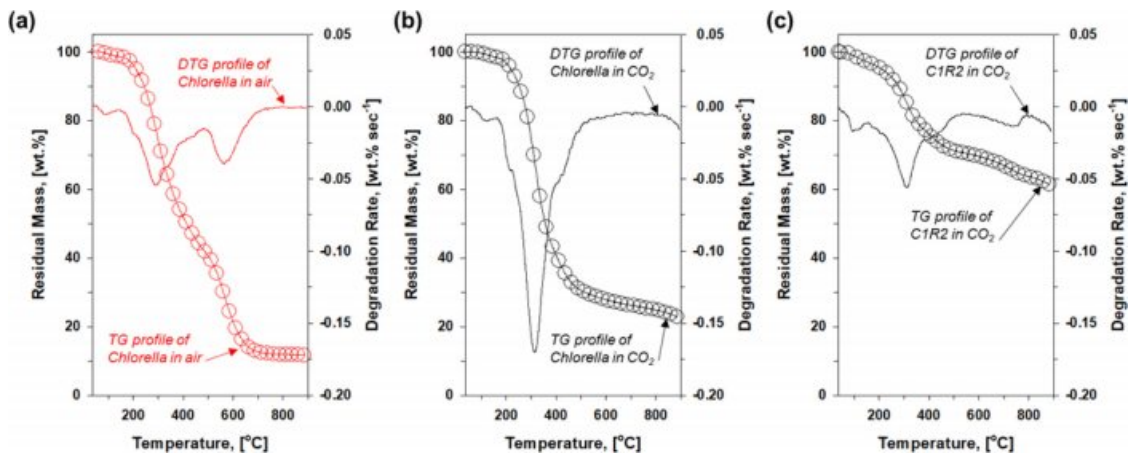 (a)
Residual Mass, [wt.%]
100
80
60
40
20
0
200 400 600 800
Temperature, [°C]
0.05
0.00
-0.05
-0.10
-0.15
-0.20
Degradation Rate, [wt.% sec⁻¹]
DTG profile of
Chlorella in air
TG profile of
Chlorella in air
(b)
Residual Mass, [wt.%]
100
80
60
40
20
0
200 400 600 800
Temperature, [°C]
0.05
0.00
-0.05
-0.10
-0.15
-0.20
Degradation Rate, [wt.% sec⁻¹]
DTG profile of
Chlorella in CO₂
TG profile of
Chlorella in CO₂
(c)
Residual Mass, [wt.%]
100
80
60
40
20
0
200 400 600 800
Temperature, [°C]
0.05
0.00
-0.05
-0.10
-0.15
-0.20
Degradation Rate, [wt.% sec⁻¹]
DTG profile of
C1R2 in CO₂
TG profile of
C1R2 in CO₂